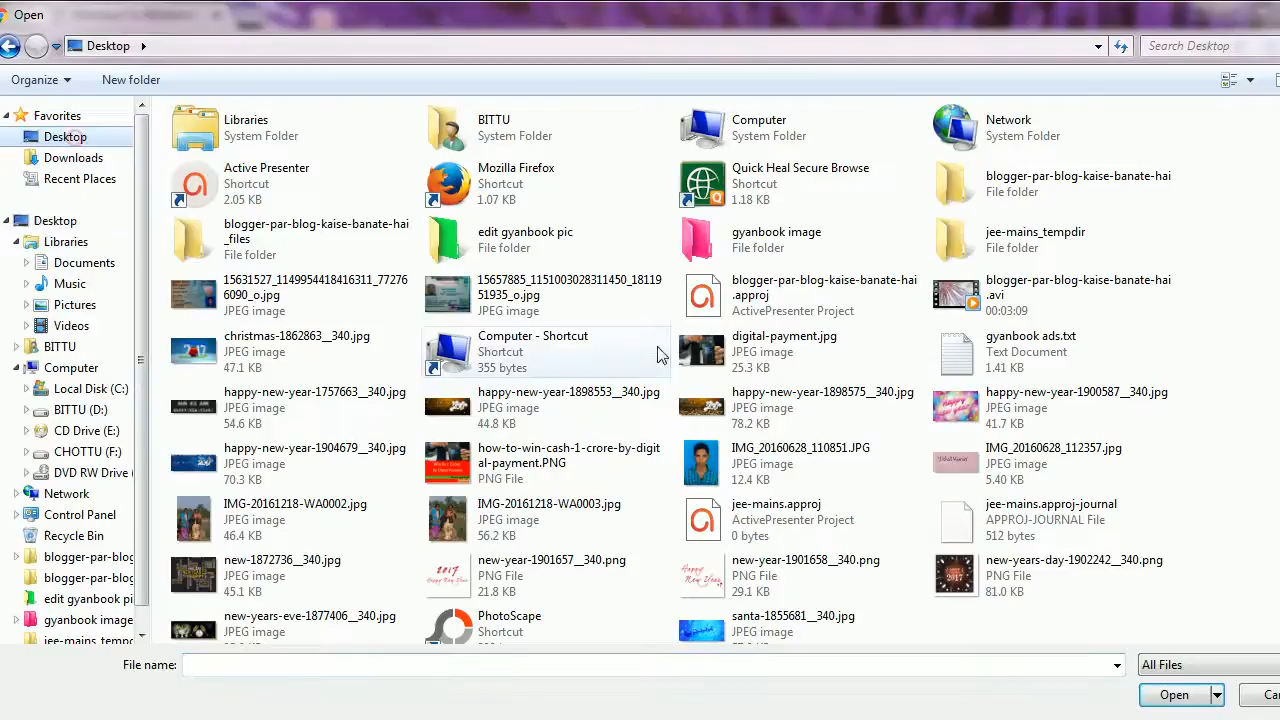 Open
Desktop
Search Desktop
Organize
New folder
Favorites
Desktop
Downloads
Recent Places
Desktop
Libraries
Documents
Music
Pictures
Videos
BITTU
Computer
Local Disk (C:)
BITTU (D:)
CD Drive (E:)
CHOTTU (F:)
DVD RW Drive
Network
Control Panel
Recycle Bin
blogger-par-blo
blogger-par-blo
edit gyanbook pi
gyanbook image
jee-mains_temp
Libraries
System Folder
BITTU
System Folder
Computer
System Folder
Network
System Folder
Active Presenter
Shortcut
2.05 KB
Mozilla Firefox
Shortcut
1.07 KB
Quick Heal Secure Browse
Shortcut
1.18 KB
blogger-par-blog-kaise-banate-hai
File folder
blogger-par-blog-kaise-banate-hai
_files
File folder
edit gyanbook pic
File folder
gyanbook image
File folder
jee-mains_tempdir
File folder
15631527_1149954418416311_77276
6090_o.jpg
JPEG image
15657885_1151003028311450_18119
51935_o.jpg
JPEG image
blogger-par-blog-kaise-banate-hai
.approj
ActivePresenter Project
blogger-par-blog-kaise-banate-hai
.avi
00:03:09
christmas-1862863__340.jpg
JPEG image
47.1 KB
Computer - Shortcut
Shortcut
355 bytes
digital-payment.jpg
JPEG image
25.3 KB
gyanbook ads.txt
Text Document
1.41 KB
happy-new-year-1757663__340.jpg
JPEG image
54.6 KB
happy-new-year-1898553__340.jpg
JPEG image
44.8 KB
happy-new-year-1898575__340.jpg
JPEG image
78.2 KB
happy-new-year-1900587__340.jpg
JPEG image
41.7 KB
happy-new-year-1904679__340.jpg
JPEG image
70.3 KB
how-to-win-cash-1-crore-by-digit
al-payment.PNG
PNG File
IMG_20160628_110851.JPG
JPEG image
12.4 KB
IMG_20160628_112357.jpg
JPEG image
5.40 KB
IMG-20161218-WA0002.jpg
JPEG image
46.4 KB
IMG-20161218-WA0003.jpg
JPEG image
56.2 KB
jee-mains.approj
ActivePresenter Project
0 bytes
jee-mains.approj-journal
APPROJ-JOURNAL File
512 bytes
new-1872736__340.jpg
JPEG image
45.1 KB
new-year-1901657__340.png
PNG File
21.8 KB
new-year-1901658__340.png
PNG File
29.1 KB
new-years-day-1902242__340.png
PNG File
81.0 KB
new-years-eve-1877406__340.jpg
JPEG image
PhotoScape
Shortcut
santa-1855681__340.jpg
JPEG image
File name:
All Files
Open
Ca